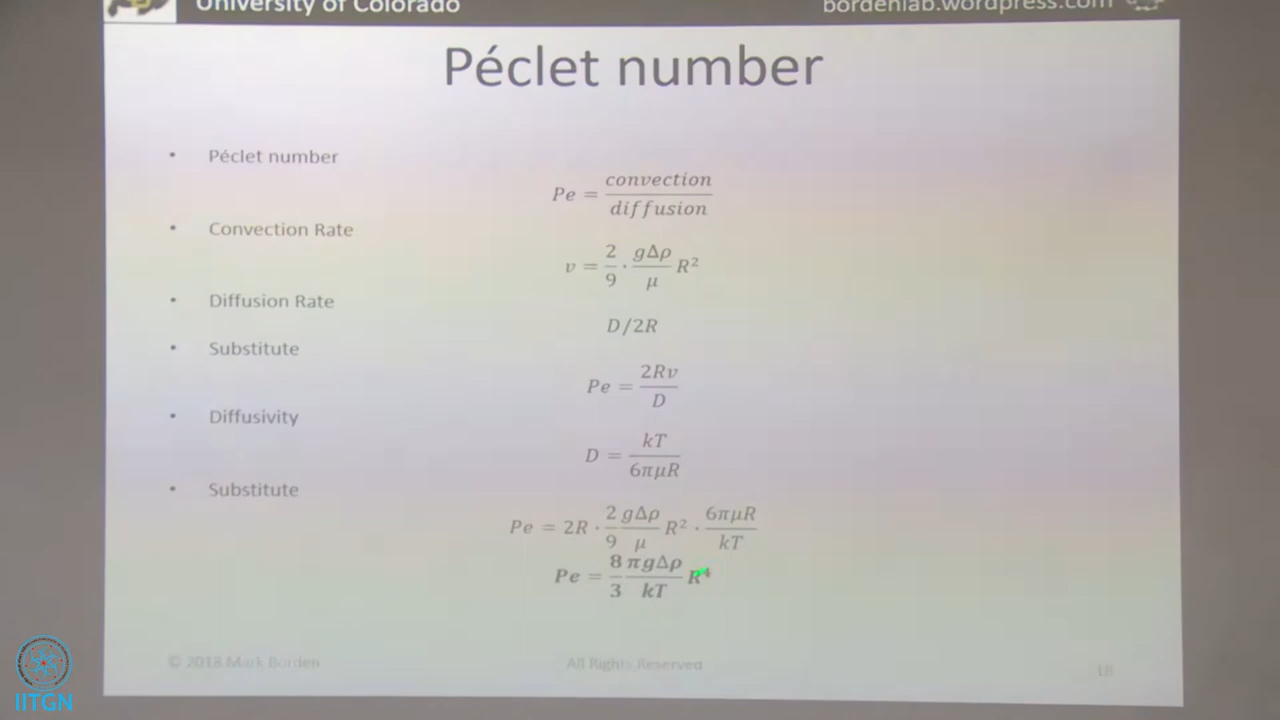 University of Colorado
bordenlab.wordpress.com
Péclet number
• Péclet number
Pe = convection / diffusion
• Convection Rate
v = 2/9 · gΔρ/μ R²
• Diffusion Rate
D/2R
• Substitute
Pe = 2Rv / D
• Diffusivity
D = kT / 6πμR
• Substitute
Pe = 2R · 2/9 gΔρ/μ R² · 6πμR/kT
Pe = 8/3 πgΔρ/kT R⁴
© 2018 Mark Borden
All Rights Reserved
18
IITGN